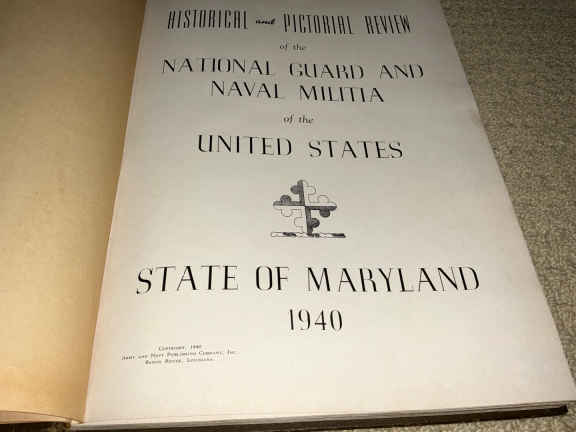 HISTORICAL and PICTORIAL REVIEW
of the
NATIONAL GUARD AND
NAVAL MILITIA
of the
UNITED STATES
STATE OF MARYLAND
1940
COPYRIGHT, 1940
ARMY AND NAVY PUBLISHING COMPANY, INC.
BATON ROUGE, LOUISIANA.